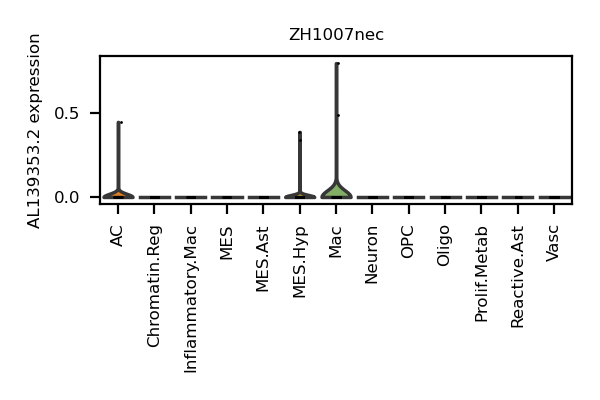 ZH1007nec
AL139353.2 expression
0.5
0.0
AC
Chromatin.Reg
Inflammatory.Mac
MES
MES.Ast
MES.Hyp
Mac
Neuron
OPC
Oligo
Prolif.Metab
Reactive.Ast
Vasc